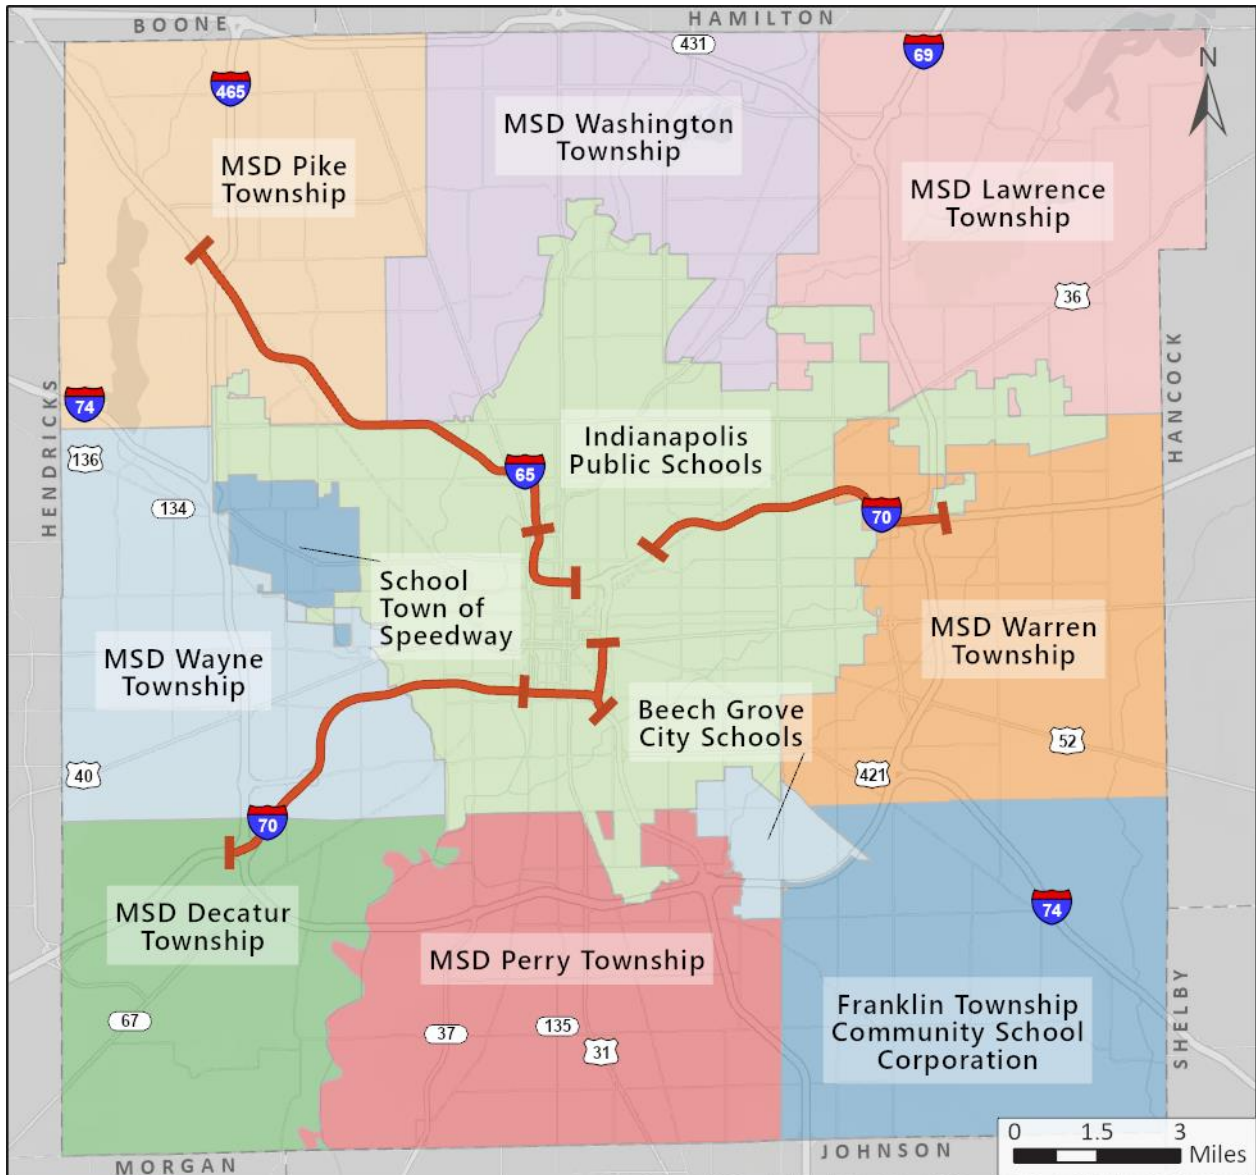 BOONE
HAMILTON
431
69
N
465
MSD Washington
Township
MSD Pike
Township
MSD Lawrence
Township
36
HANCOCK
HENDRICKS
74
136
Indianapolis
Public Schools
65
134
70
School
Town of
Speedway
MSD Wayne
Township
MSD Warren
Township
Beech Grove
City Schools
40
421
52
70
MSD Decatur
Township
74
MSD Perry Township
67
37
135
31
Franklin Township
Community School
Corporation
SHELBY
MORGAN
JOHNSON
0 1.5 3
Miles